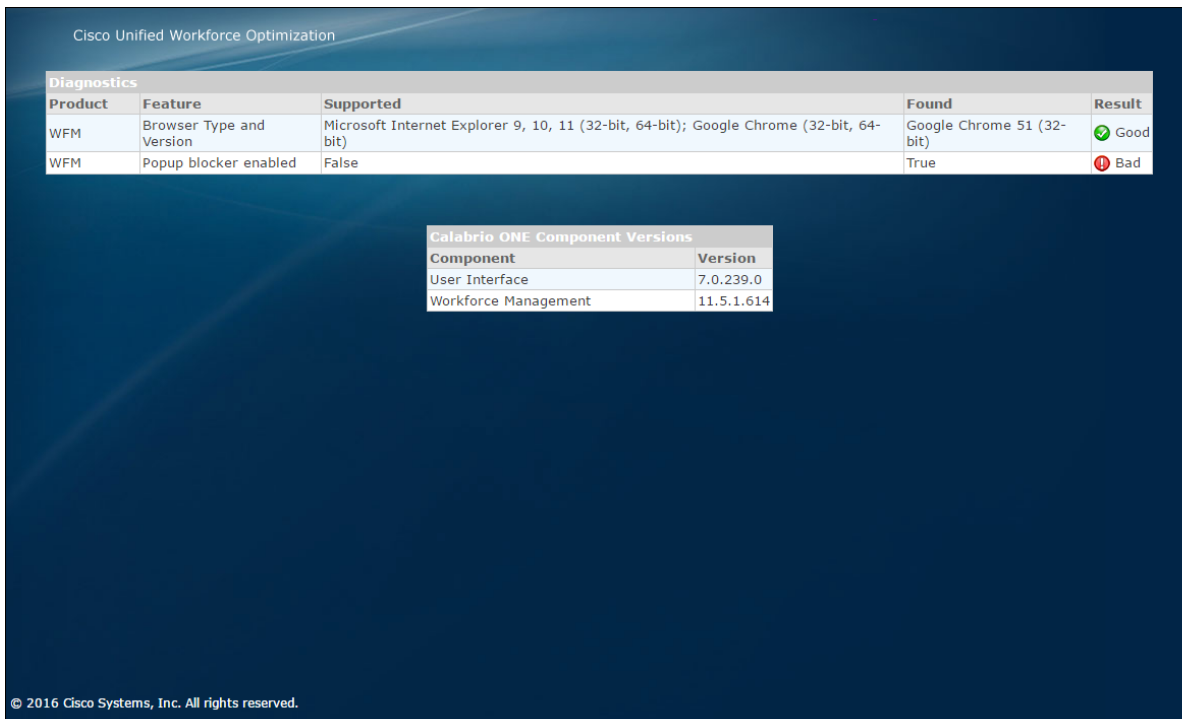 Cisco Unified Workforce Optimization
Diagnostics
Product Feature Supported Found Result
WFM Browser Type and Version Microsoft Internet Explorer 9, 10, 11 (32-bit, 64-bit); Google Chrome (32-bit, 64-bit) Google Chrome 51 (32-bit) Good
WFM Popup blocker enabled False True Bad
Calabrio ONE Component Versions
Component Version
User Interface 7.0.239.0
Workforce Management 11.5.1.614
© 2016 Cisco Systems, Inc. All rights reserved.